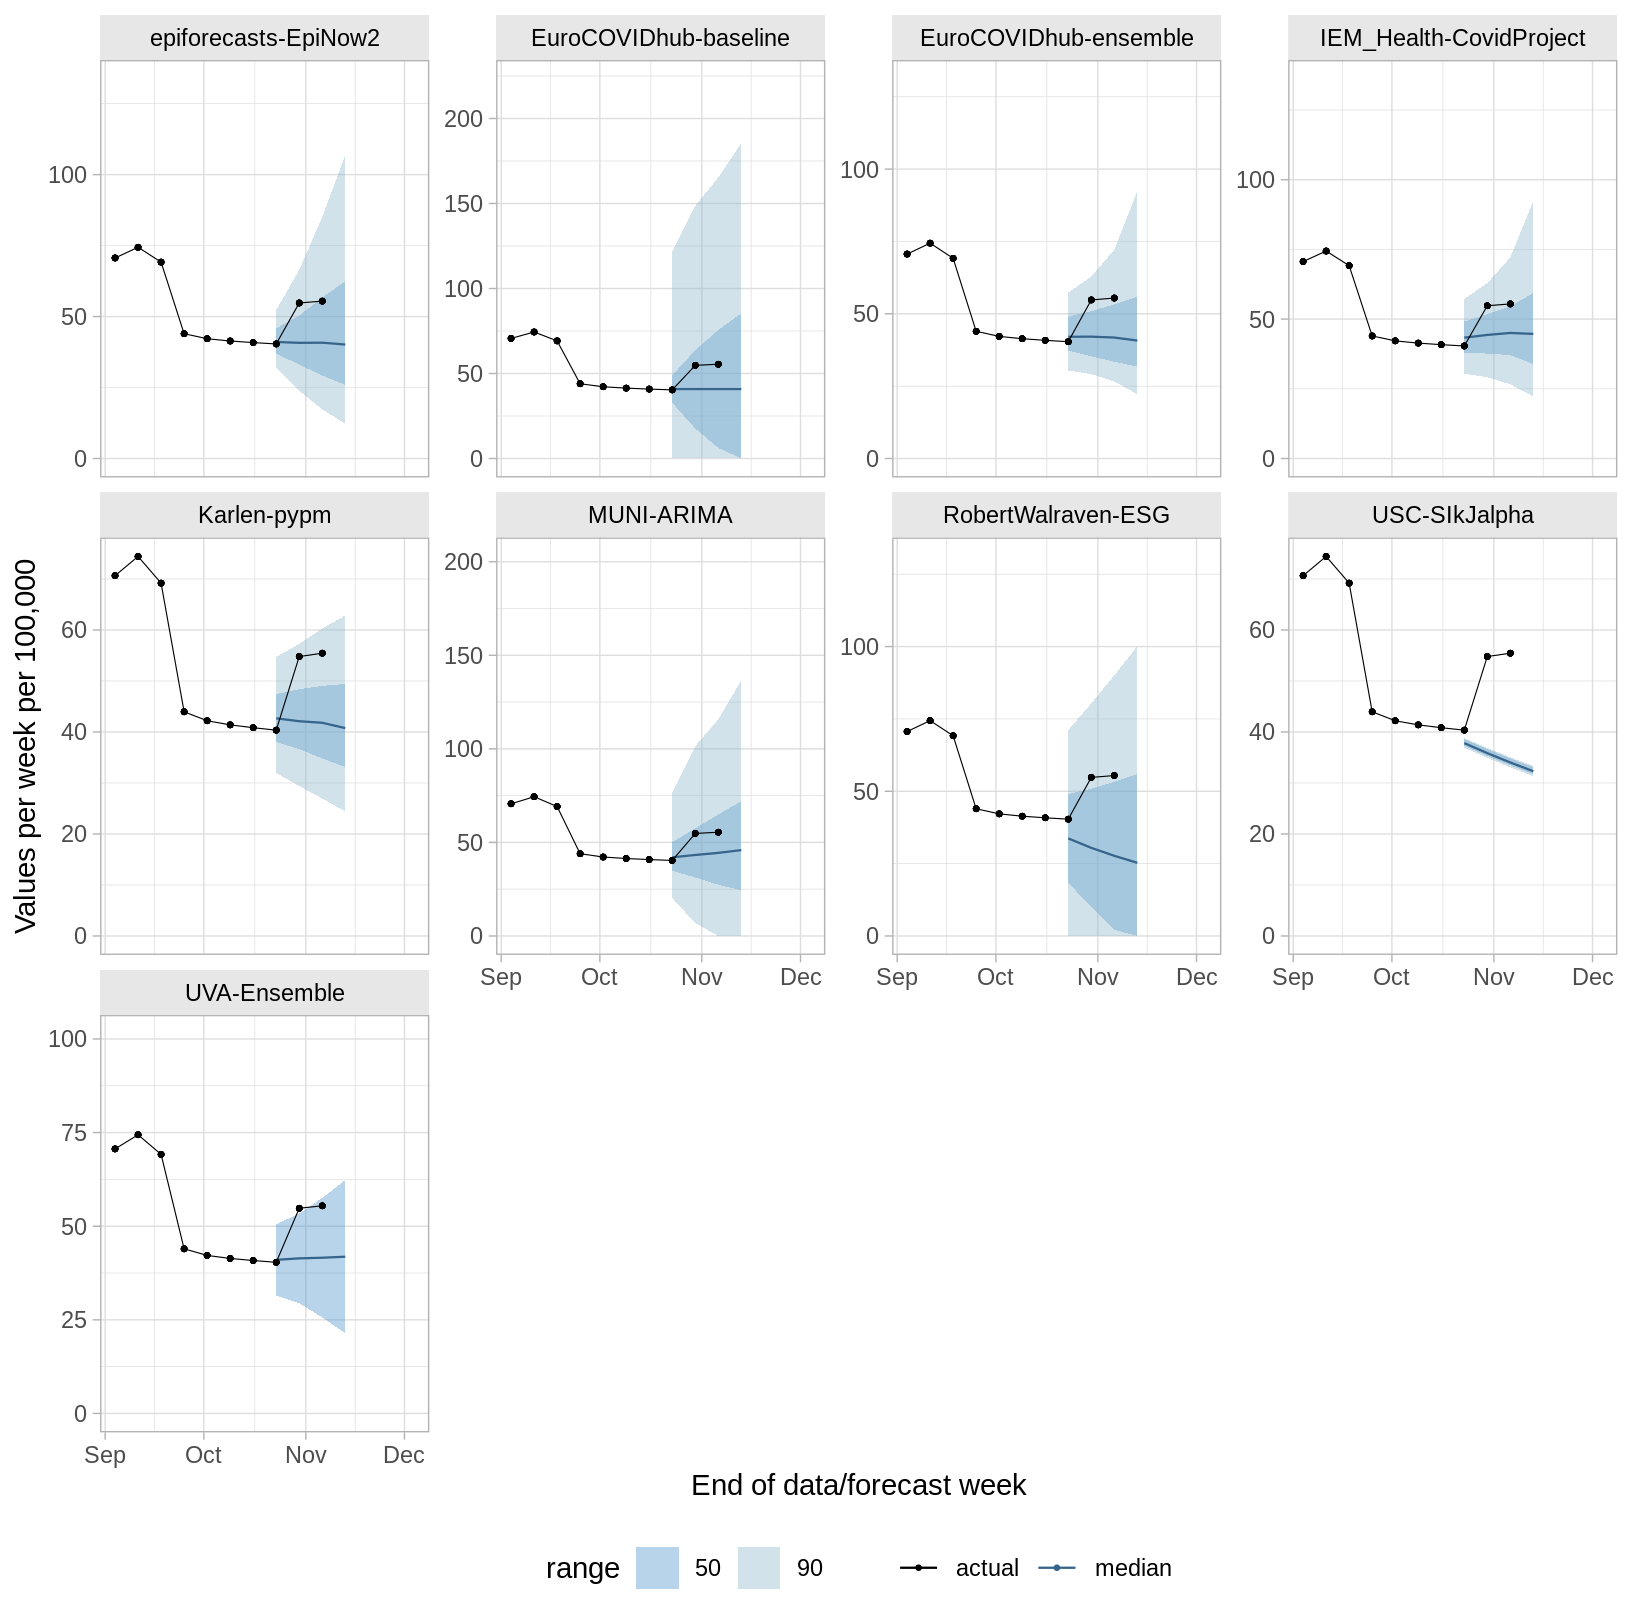 epiforecasts-EpiNow2
EuroCOVIDhub-baseline
EuroCOVIDhub-ensemble
IEM_Health-CovidProject
100
50
0
200
150
100
50
0
100
50
0
100
50
0
Karlen-pypm
MUNI-ARIMA
RobertWalraven-ESG
USC-SIkJalpha
60
40
20
0
200
150
100
50
0
100
50
0
60
40
20
0
Sep Oct Nov Dec
Sep Oct Nov Dec
Sep Oct Nov Dec
UVA-Ensemble
100
75
50
25
0
Sep Oct Nov Dec
Values per week per 100,000
End of data/forecast week
range 50 90 actual median